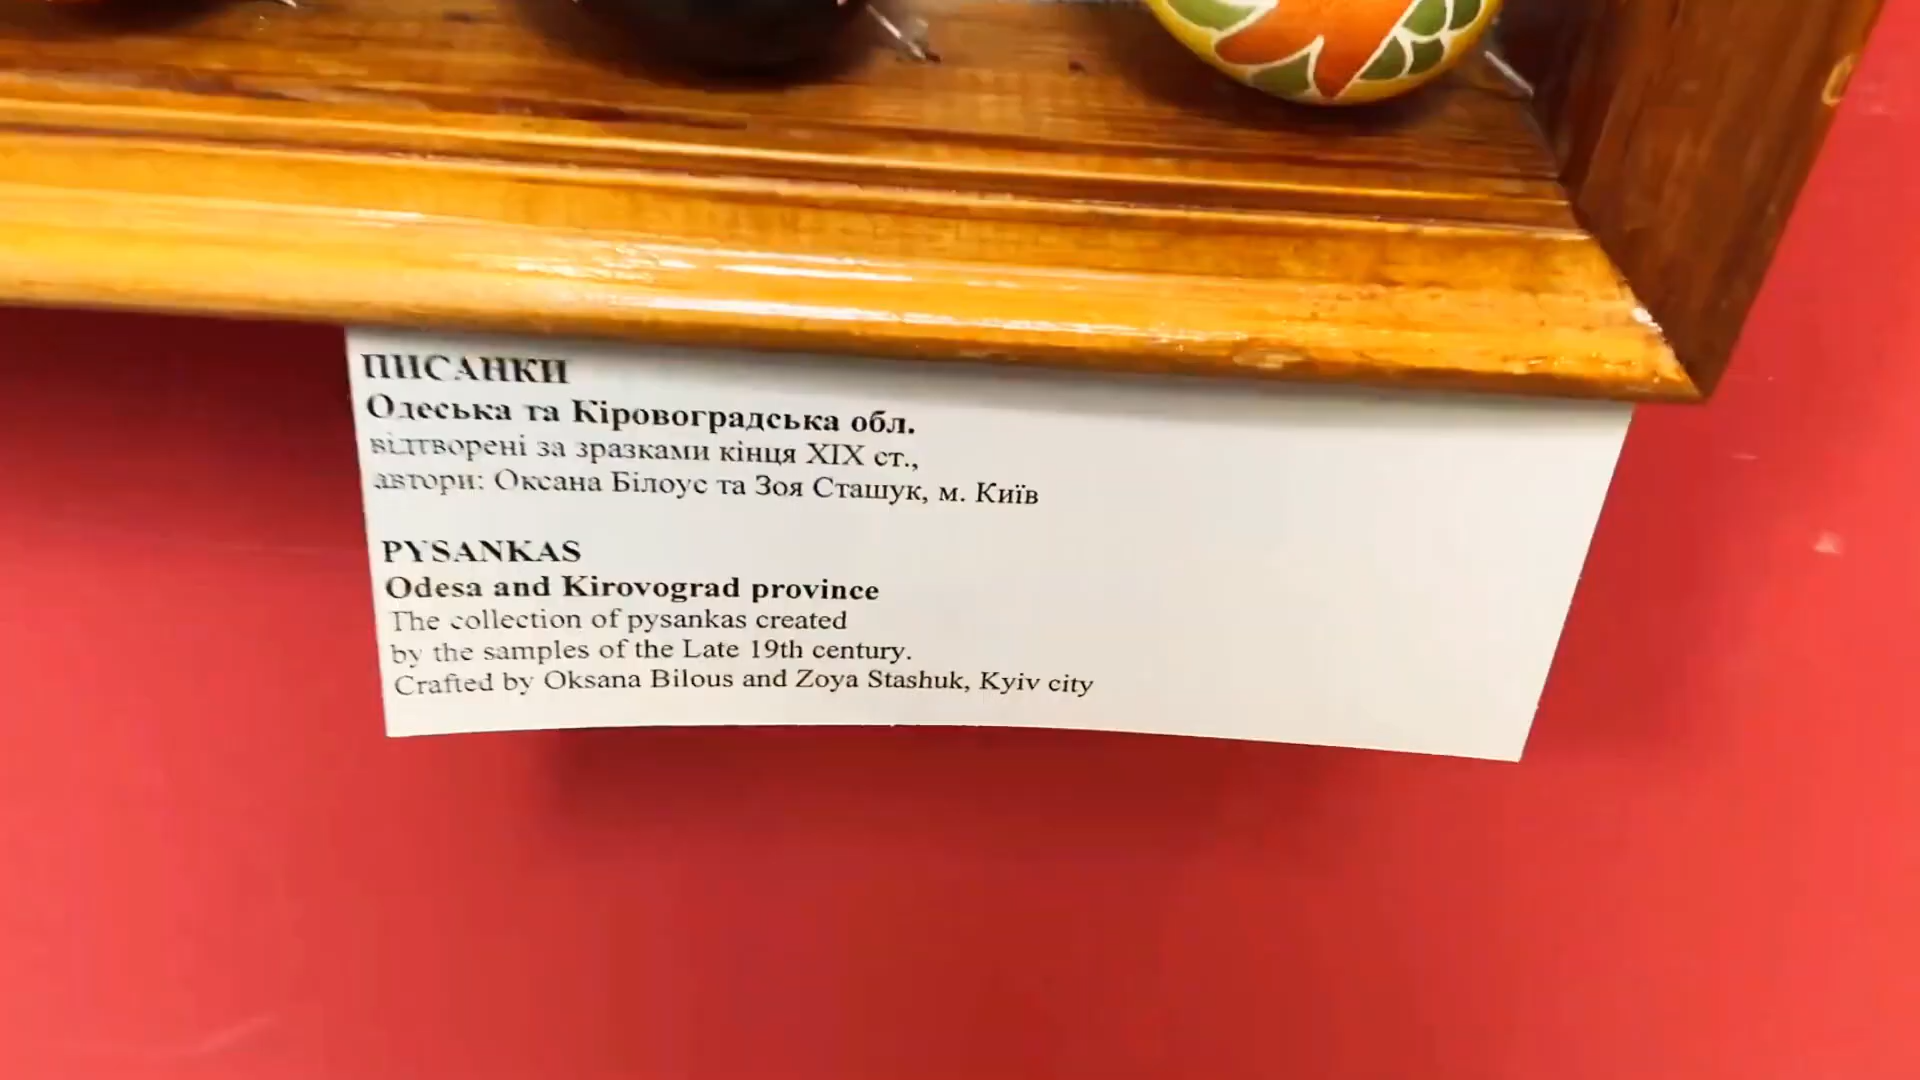 ПИСАНКИ
Одеська та Кіровоградська обл.
відтворені за зразками кінця XIX ст.,
автори: Оксана Білоус та Зоя Сташук, м. Київ
PYSANKAS
Odesa and Kirovograd province
The collection of pysankas created
by the samples of the Late 19th century.
Crafted by Oksana Bilous and Zoya Stashuk, Kyiv city